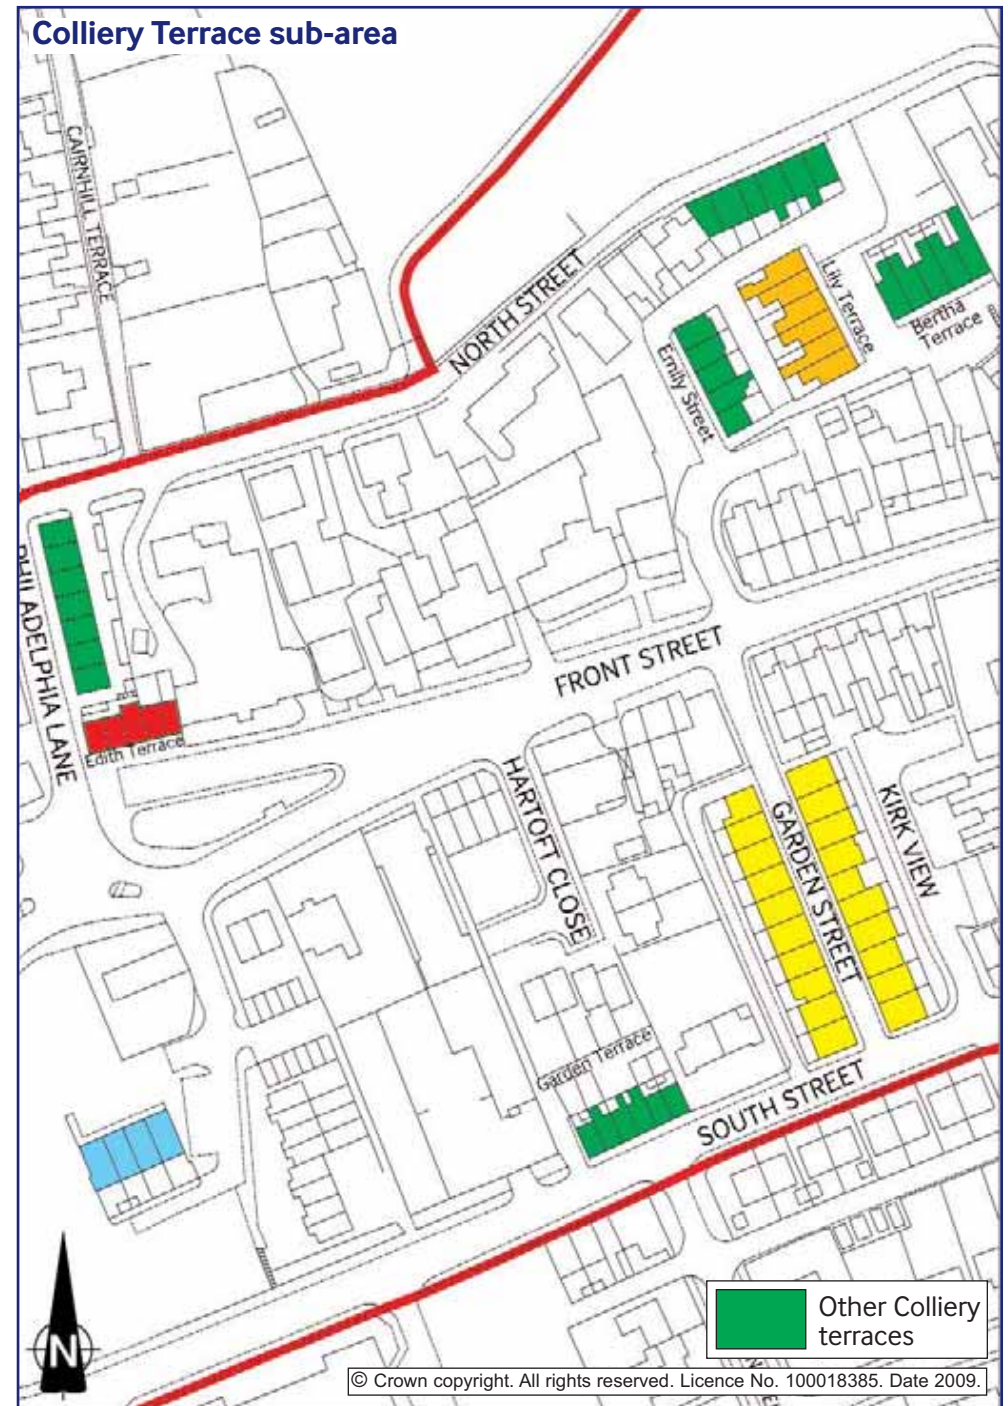 Colliery Terrace sub-area
CAIRNHILL TERRACE
NORTH STREET
Lily Terrace
Bertha
Terrace
Emily Street
PHILADELPHIA LANE
FRONT STREET
Edith Terrace
HARTOFT CLOSE
GARDEN STREET
KIRK VIEW
Garden Terrace
SOUTH STREET
N
Other Colliery
terraces
© Crown copyright. All rights reserved. Licence No. 100018385. Date 2009.